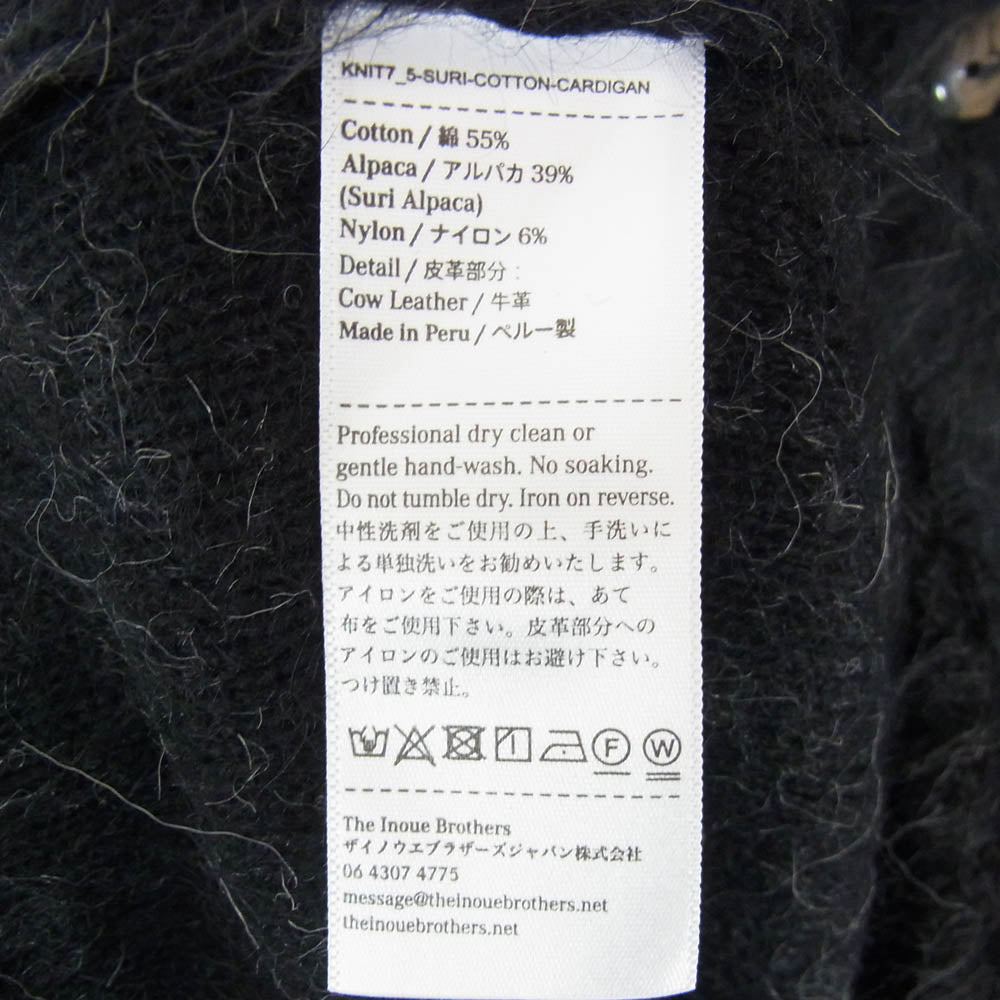 KNIT7_5-SURI-COTTON-CARDIGAN
Cotton / 綿 55%
Alpaca / アルパカ 39%
(Suri Alpaca)
Nylon / ナイロン 6%
Detail / 皮革部分 :
Cow Leather / 牛革
Made in Peru / ペルー製
Professional dry clean or
gentle hand-wash. No soaking.
Do not tumble dry. Iron on reverse.
中性洗剤をご使用の上、手洗いに
よる単独洗いをお勧めいたします。
アイロンをご使用の際は、あて
布をご使用下さい。皮革部分への
アイロンのご使用はお避け下さい。
つけ置き禁止。
F W
The Inoue Brothers
ザイノウエブラザーズジャパン株式会社
06 4307 4775
message@theinouebrothers.net
theinouebrothers.net